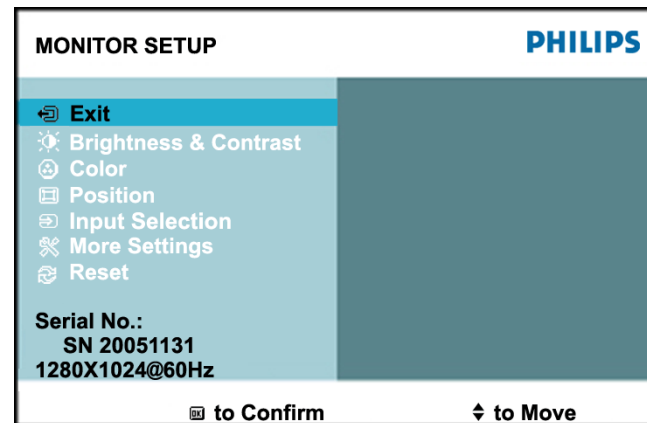 MONITOR SETUP
PHILIPS
Exit
Brightness & Contrast
Color
Position
Input Selection
More Settings
Reset
Serial No.:
SN 20051131
1280X1024@60Hz
OK to Confirm
to Move